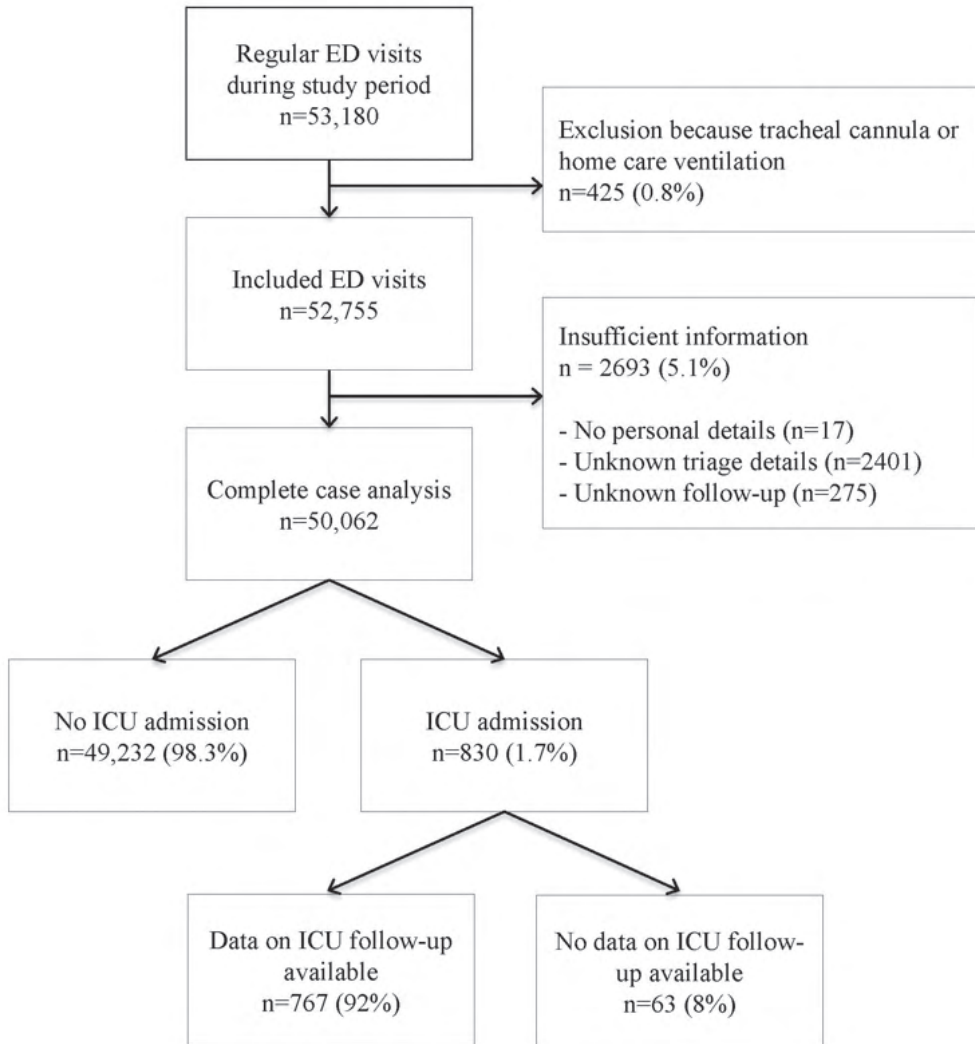 Regular ED visits
during study period
n=53,180
Exclusion because tracheal cannula or
home care ventilation
n=425 (0.8%)
Included ED visits
n=52,755
Insufficient information
n = 2693 (5.1%)
- No personal details (n=17)
- Unknown triage details (n=2401)
- Unknown follow-up (n=275)
Complete case analysis
n=50,062
No ICU admission
n=49,232 (98.3%)
ICU admission
n=830 (1.7%)
Data on ICU follow-up
available
n=767 (92%)
No data on ICU follow-
up available
n=63 (8%)